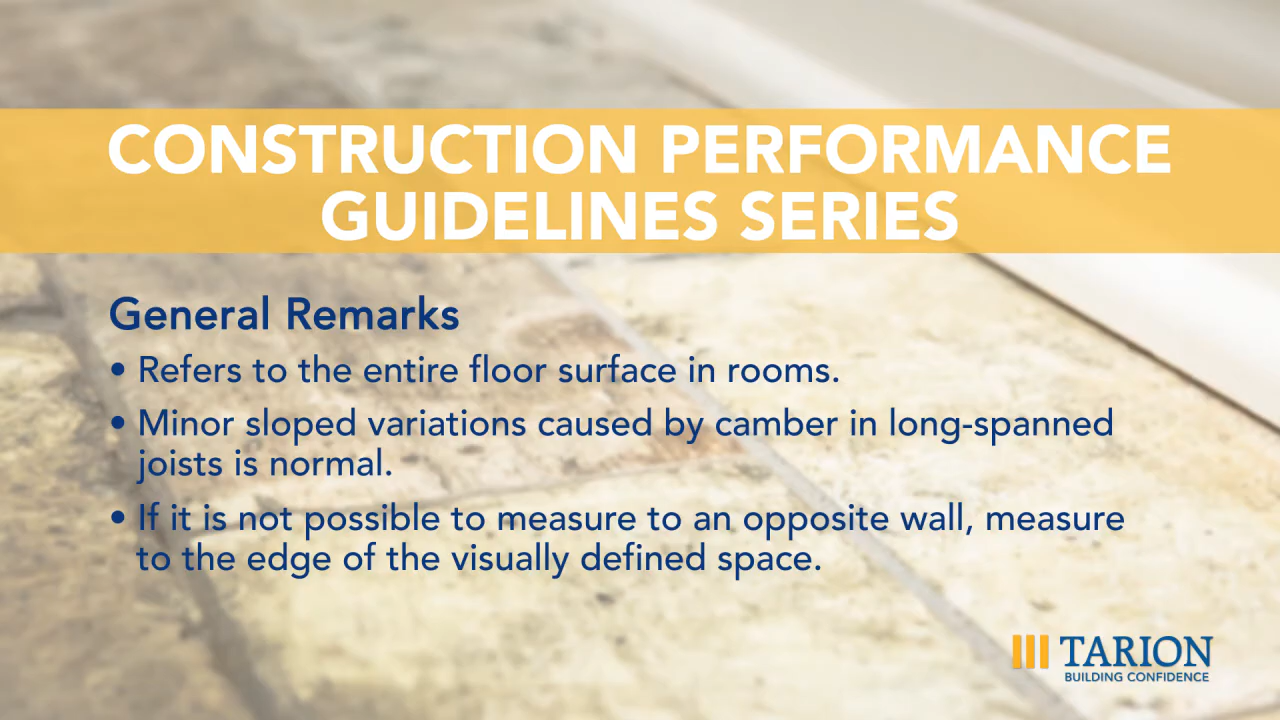 CONSTRUCTION PERFORMANCE
GUIDELINES SERIES
General Remarks
• Refers to the entire floor surface in rooms.
• Minor sloped variations caused by camber in long-spanned
joists is normal.
• If it is not possible to measure to an opposite wall, measure
to the edge of the visually defined space.
TARION
BUILDING CONFIDENCE